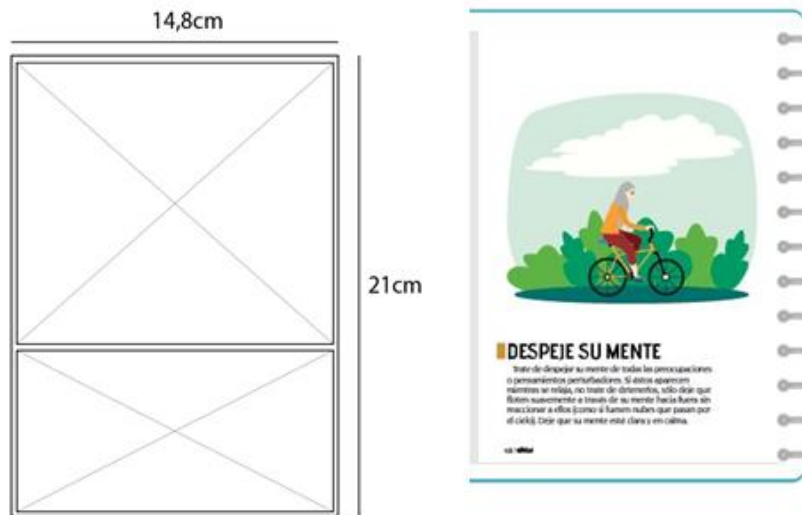 14,8cm
21cm
DESPEJE SU MENTE
Trate de despejar su mente de todas las preocupaciones
o pensamientos perturbadores. Si éstos aparecen
mientras se relaja, no trate de detenerlos, sólo deje que
floten suavemente a través de su mente hacia fuera sin
reaccionar a ellos (como si fuesen nubes que pasan por
el cielo). Deje que su mente esté clara y en calma.